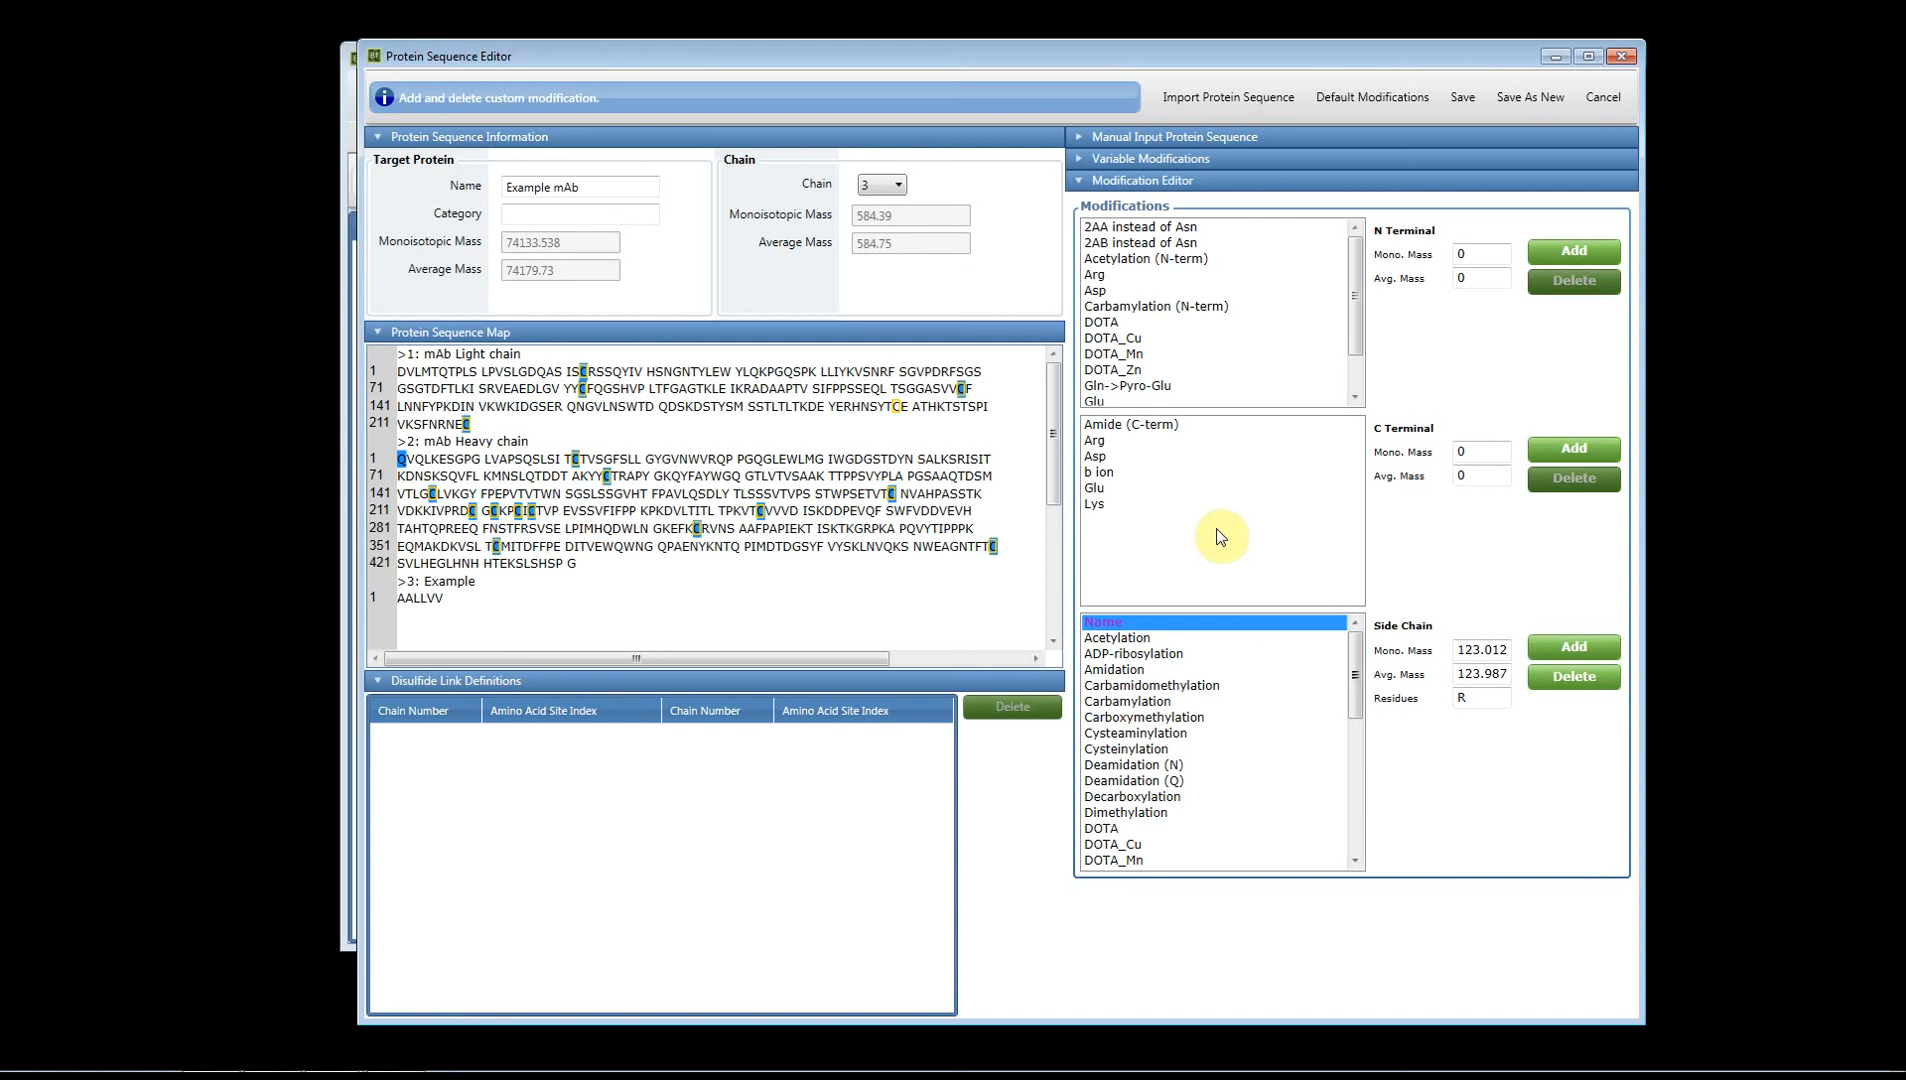 Protein Sequence Editor
Add and delete custom modification.
Import Protein Sequence Default Modifications Save Save As New Cancel
Protein Sequence Information
Target Protein
Name Example mAb
Category
Monoisotopic Mass 74133.538
Average Mass 74179.73
Chain
Chain 3
Monoisotopic Mass 584.39
Average Mass 584.75
Protein Sequence Map
>1: mAb Light chain
1 DVLMTQTPLS LPVSLGDQAS ISCRSSQYIV HSNGNTYLEW YLQKPGQSPK LLIYKVSNRF SGVPDRFSGS
71 GSGTDFTLKI SRVEAEDLGV YYCFQGSHVP LTFGAGTKLE IKRADAAPTV SIFPPSSEQL TSGGASVVCF
141 LNNFYPKDIN VKWKIDGSER QNGVLNSWTD QDSKDSTYSM SSTLTLTKDE YERHNSYTCE ATHKTSTSPI
211 VKSFNRNEC
>2: mAb Heavy chain
1 QVQLKESGPG LVAPSQSLSI TCTVSGFSLL GYGVNWVRQP PGQGLEWLMG IWGDGSTDYN SALKSRISIT
71 KDNSKSQVFL KMNSLQTDDT AKYYCTRAPY GKQYFAYWGQ GTLVTVSAAK TTPPSVYPLA PGSAAQTDSM
141 VTLGCLVKGY FPEPVTVTWN SGSLSSGVHT FPAVLQSDLY TLSSSVTVPS STWPSETVTC NVAHPASSTK
211 VDKKIVPRDC GCKPCICTVP EVSSVFIFPP KPKDVLTITL TPKVTCVVVD ISKDDPEVQF SWFVDDVEVH
281 TAHTQPREEQ FNSTFRSVSE LPIMHQDWLN GKEFKCRVNS AAFPAPIEKT ISKTKGRPKA PQVYTIPPPK
351 EQMAKDKVSL TCMITDFFPE DITVEWQWNG QPAENYKNTQ PIMDTDGSYF VYSKLNVQKS NWEAGNTFTC
421 SVLHEGLHNH HTEKSLSHSP G
>3: Example
1 AALLVV
Disulfide Link Definitions
Chain Number Amino Acid Site Index Chain Number Amino Acid Site Index Delete
Manual Input Protein Sequence
Variable Modifications
Modification Editor
Modifications
2AA instead of Asn
2AB instead of Asn
Acetylation (N-term)
Arg
Asp
Carbamylation (N-term)
DOTA
DOTA_Cu
DOTA_Mn
DOTA_Zn
Gln->Pyro-Glu
Glu
N Terminal
Mono. Mass 0 Add
Avg. Mass 0 Delete
Amide (C-term)
Arg
Asp
b ion
Glu
Lys
C Terminal
Mono. Mass 0 Add
Avg. Mass 0 Delete
Name
Acetylation
ADP-ribosylation
Amidation
Carbamidomethylation
Carbamylation
Carboxymethylation
Cysteaminylation
Cysteinylation
Deamidation (N)
Deamidation (Q)
Decarboxylation
Dimethylation
DOTA
DOTA_Cu
DOTA_Mn
Side Chain
Mono. Mass 123.012 Add
Avg. Mass 123.987 Delete
Residues R